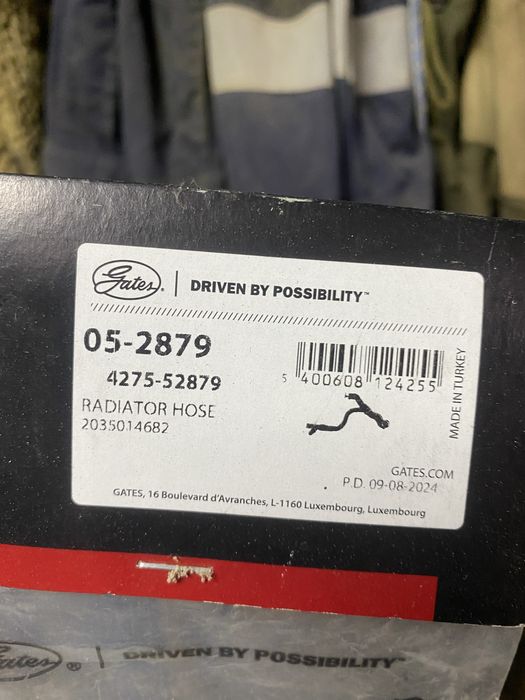 Gates® | DRIVEN BY POSSIBILITY™
05-2879
4275-52879
RADIATOR HOSE
2035014682
5 400608 124255
MADE IN TURKEY
GATES.COM
P.D. 09-08-2024
GATES, 16 Boulevard d'Avranches, L-1160 Luxembourg, Luxembourg
Gates® | DRIVEN BY POSSIBILITY™